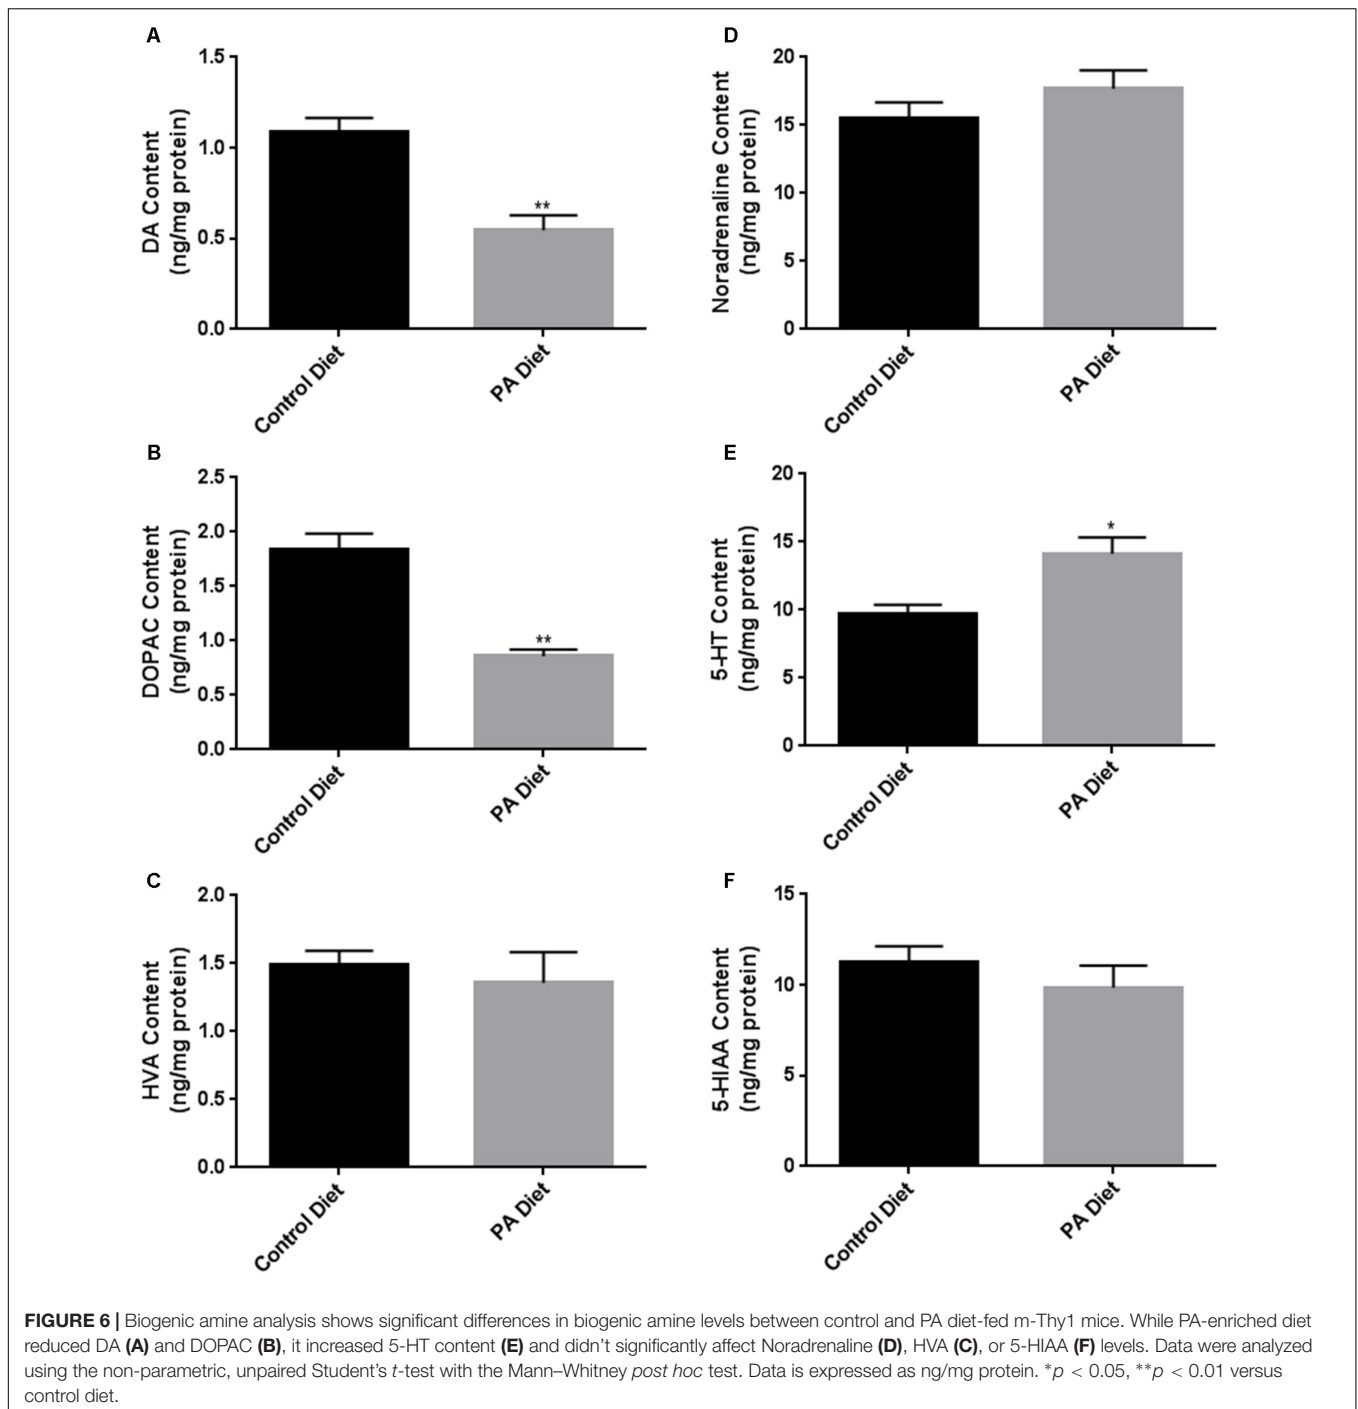 A
DA Content
(ng/mg protein)
1.5
1.0
0.5
0.0
**
Control Diet
PA Diet
D
Noradrenaline Content
(ng/mg protein)
20
15
10
5
0
Control Diet
PA Diet
B
DOPAC Content
(ng/mg protein)
2.5
2.0
1.5
1.0
0.5
0.0
**
Control Diet
PA Diet
E
5-HT Content
(ng/mg protein)
20
15
10
5
0
*
Control Diet
PA Diet
C
HVA Content
(ng/mg protein)
2.0
1.5
1.0
0.5
0.0
Control Diet
PA Diet
F
5-HIAA Content
(ng/mg protein)
15
10
5
0
Control Diet
PA Diet
FIGURE 6 | Biogenic amine analysis shows significant differences in biogenic amine levels between control and PA diet-fed m-Thy1 mice. While PA-enriched diet
reduced DA (A) and DOPAC (B), it increased 5-HT content (E) and didn't significantly affect Noradrenaline (D), HVA (C), or 5-HIAA (F) levels. Data were analyzed
using the non-parametric, unpaired Student's t-test with the Mann–Whitney post hoc test. Data is expressed as ng/mg protein. *p < 0.05, **p < 0.01 versus
control diet.